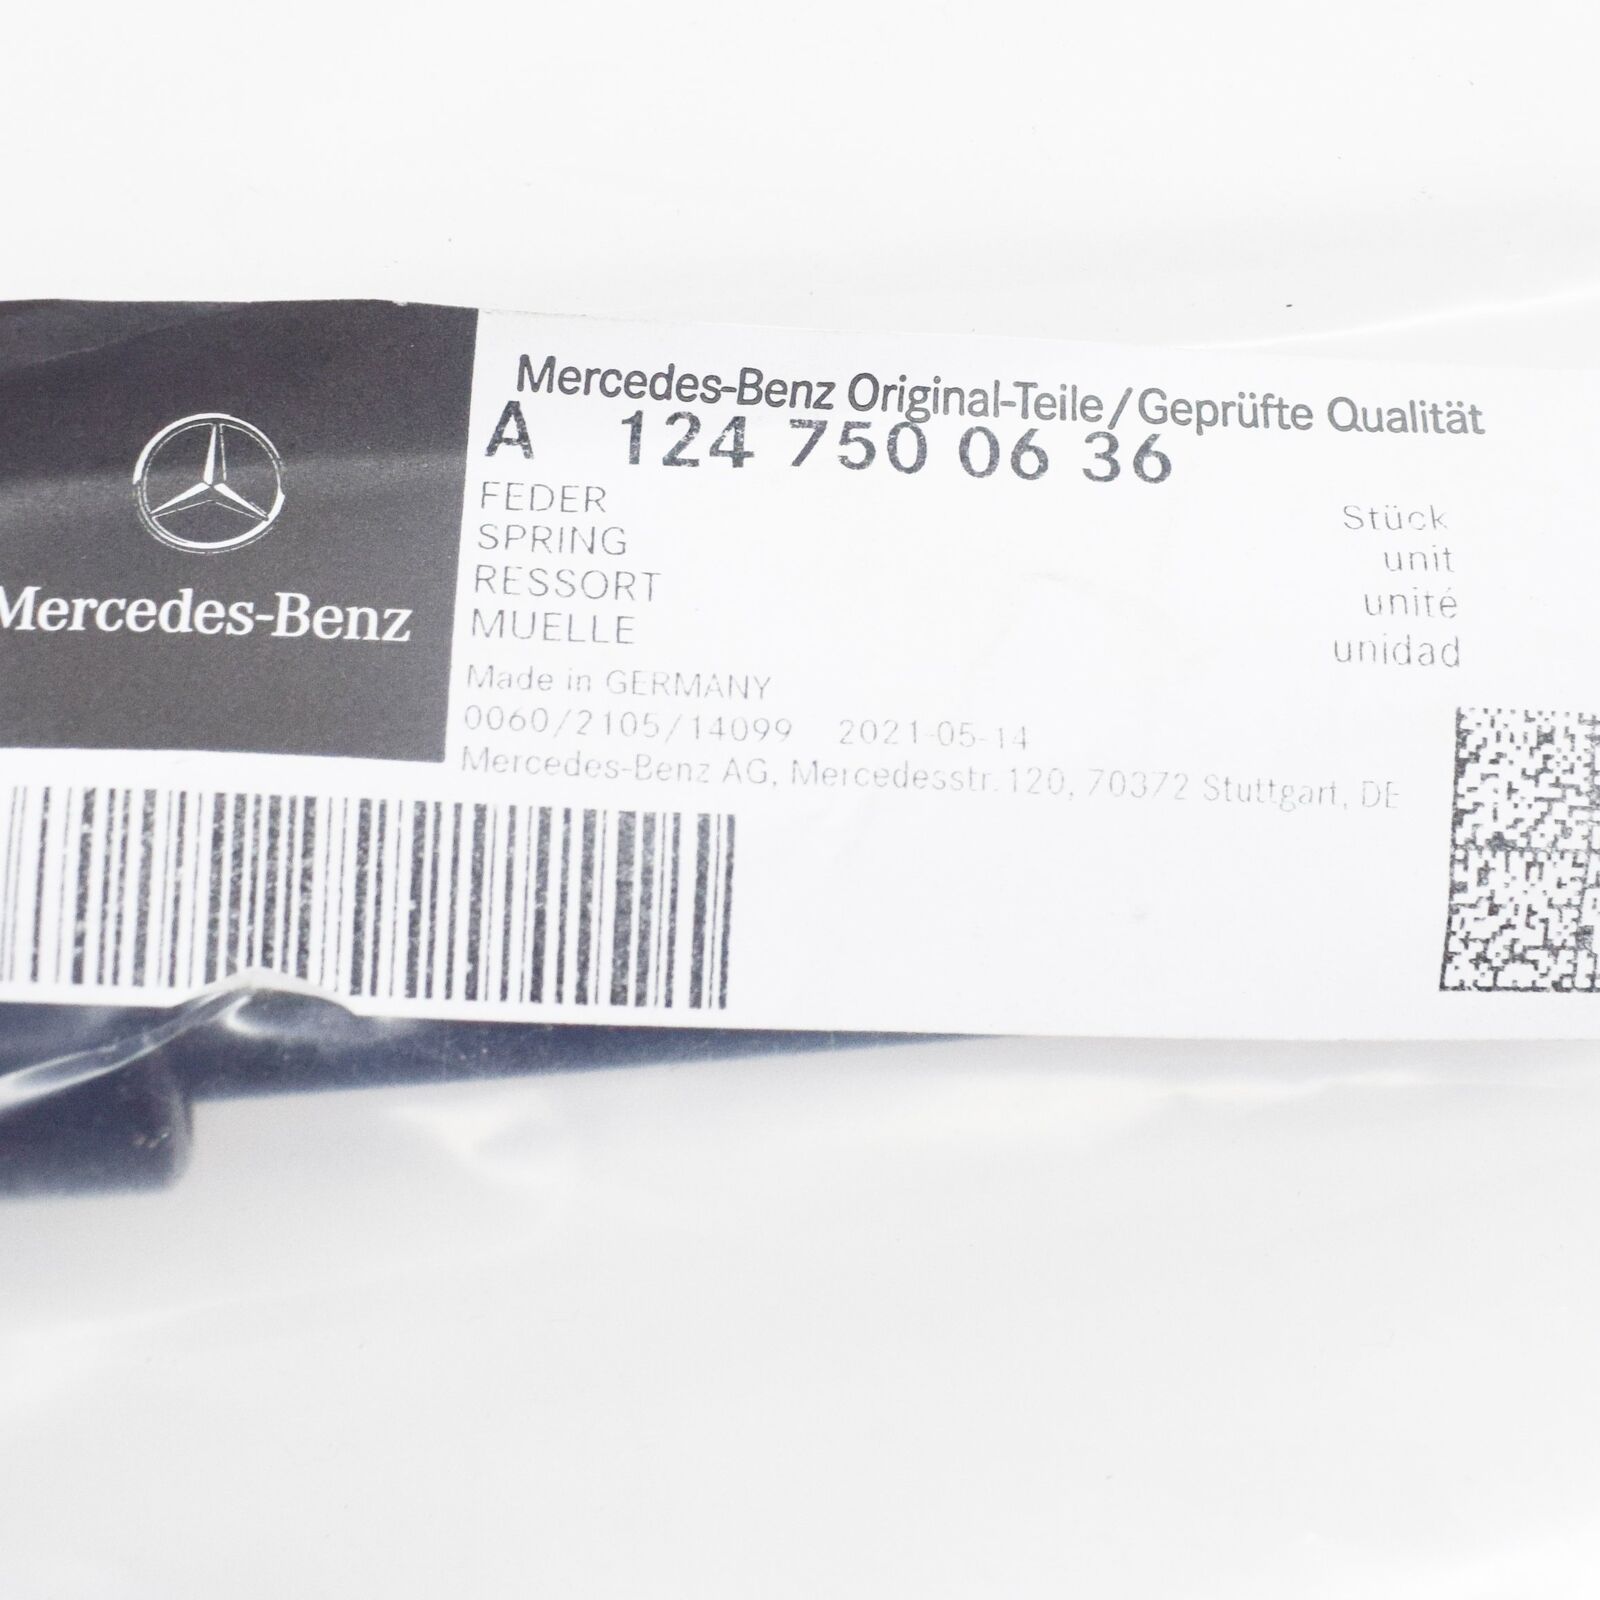 Mercedes-Benz
Mercedes-Benz Original-Teile/Geprüfte Qualität
A 124 750 06 36
FEDER
SPRING
RESSORT
MUELLE
Stück
unit
unité
unidad
Made in GERMANY
0060/2105/14099 2021-05-14
Mercedes-Benz AG, Mercedesstr. 120, 70372 Stuttgart, DE